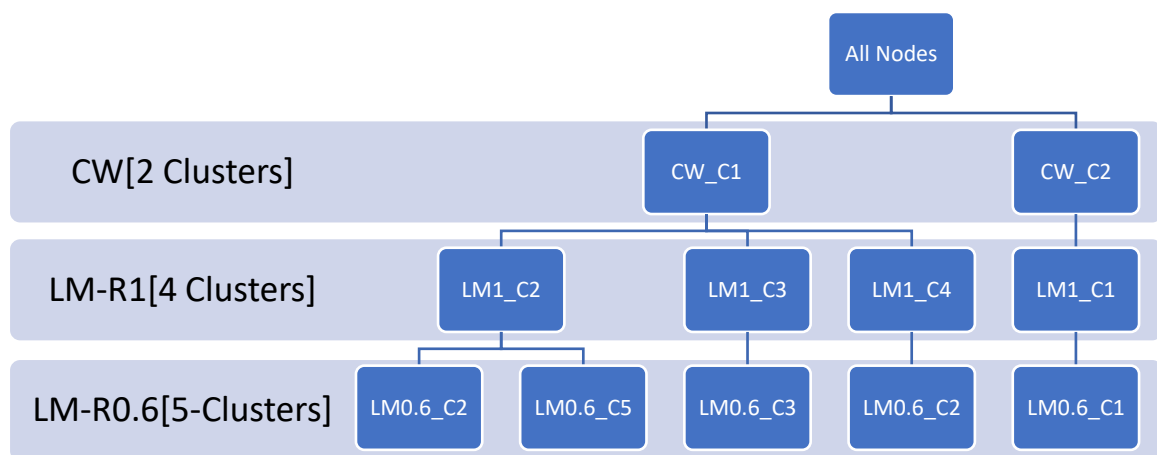 All Nodes
CW[2 Clusters]
CW_C1
CW_C2
LM-R1[4 Clusters]
LM1_C2
LM1_C3
LM1_C4
LM1_C1
LM-R0.6[5-Clusters]
LM0.6_C2
LM0.6_C5
LM0.6_C3
LM0.6_C2
LM0.6_C1